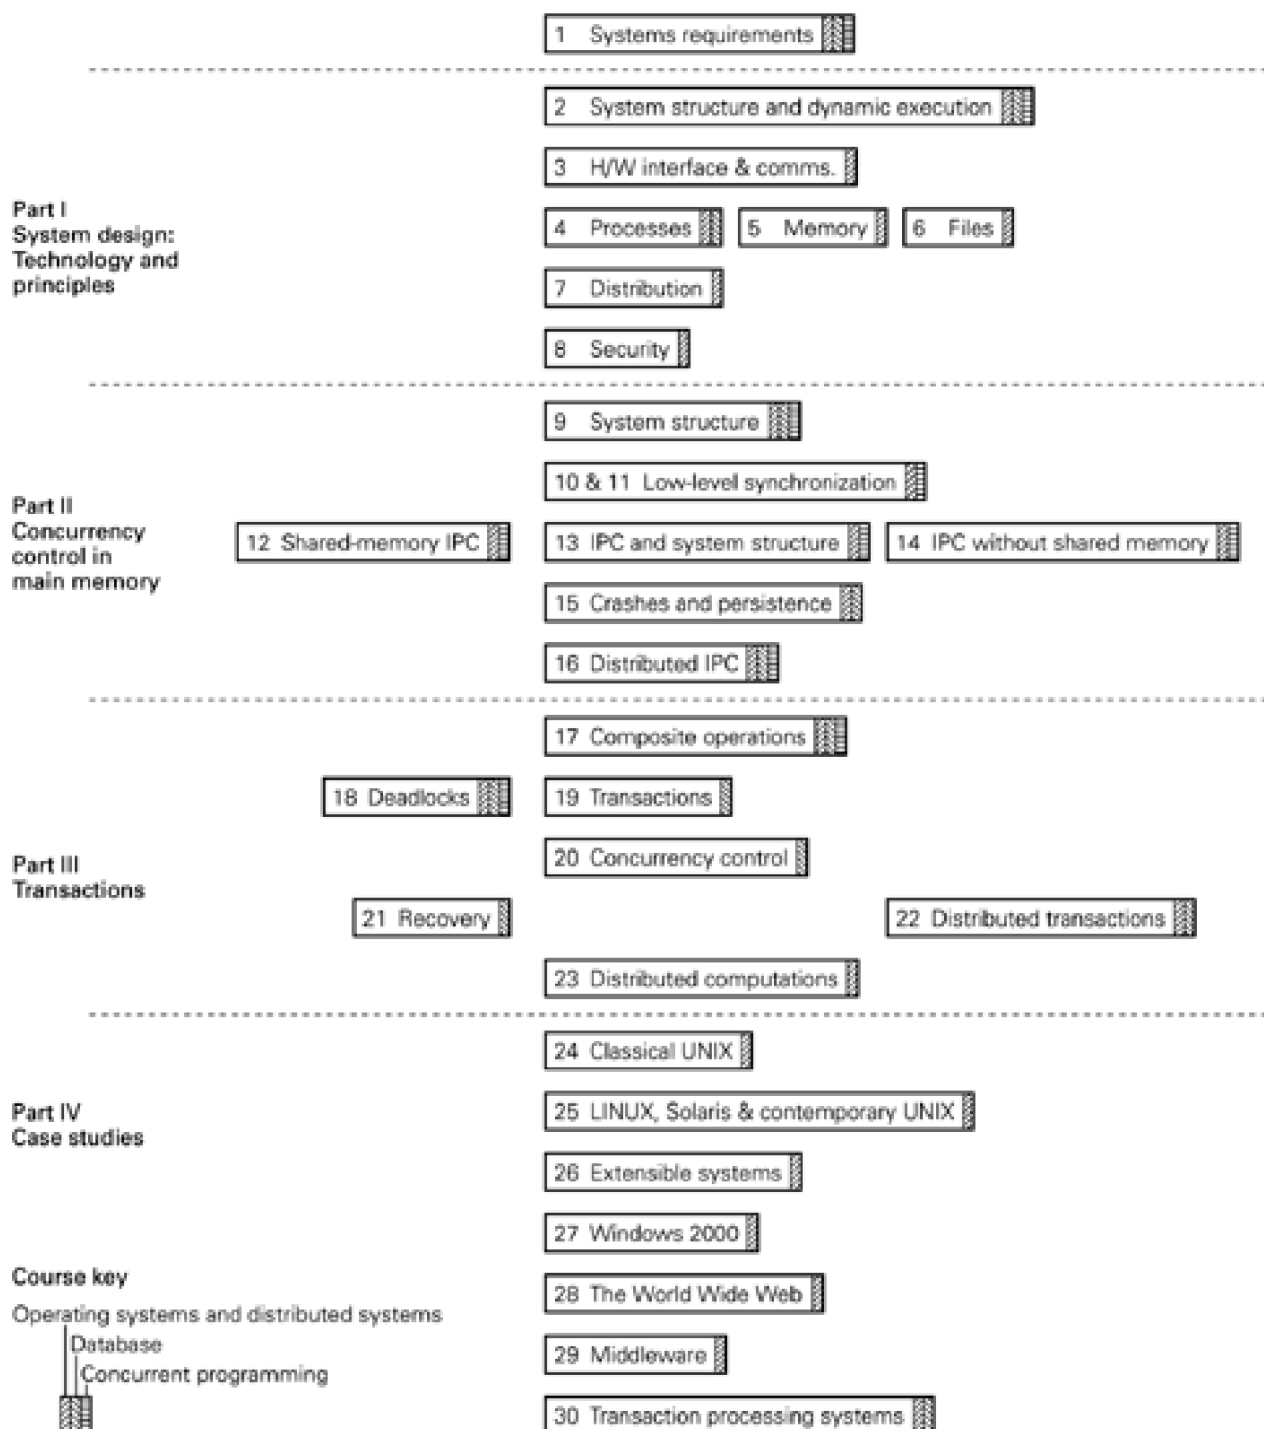 1 Systems requirements
2 System structure and dynamic execution
3 H/W interface & comms.
Part I
System design:
Technology and
principles
4 Processes
5 Memory
6 Files
7 Distribution
8 Security
9 System structure
10 & 11 Low-level synchronization
Part II
Concurrency
control in
main memory
12 Shared-memory IPC
13 IPC and system structure
14 IPC without shared memory
15 Crashes and persistence
16 Distributed IPC
17 Composite operations
18 Deadlocks
19 Transactions
20 Concurrency control
Part III
Transactions
21 Recovery
22 Distributed transactions
23 Distributed computations
24 Classical UNIX
Part IV
Case studies
25 LINUX, Solaris & contemporary UNIX
26 Extensible systems
27 Windows 2000
28 The World Wide Web
29 Middleware
30 Transaction processing systems
Course key
Operating systems and distributed systems
Database
Concurrent programming